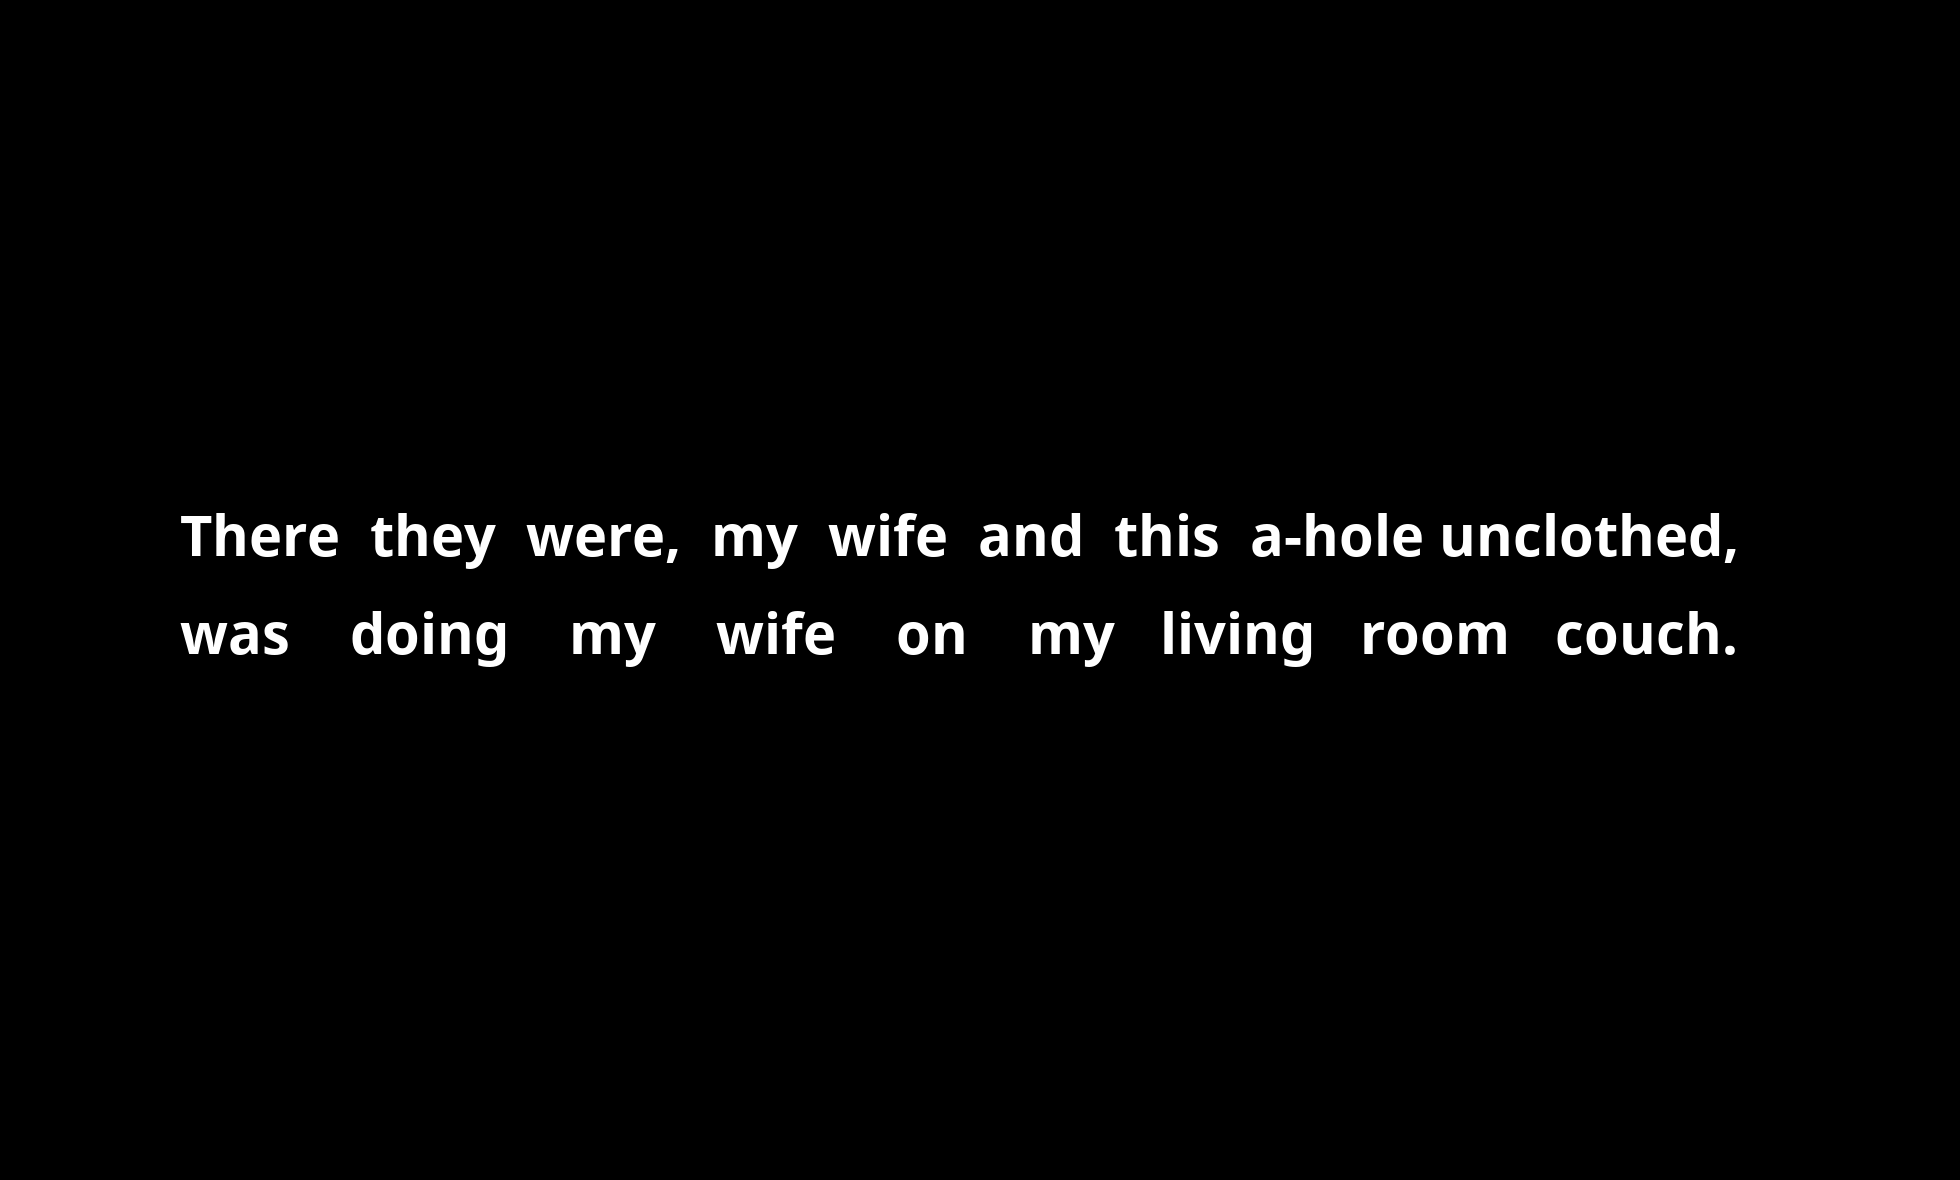 There they were, my wife and this a-hole unclothed,
was doing my wife on my living room couch.